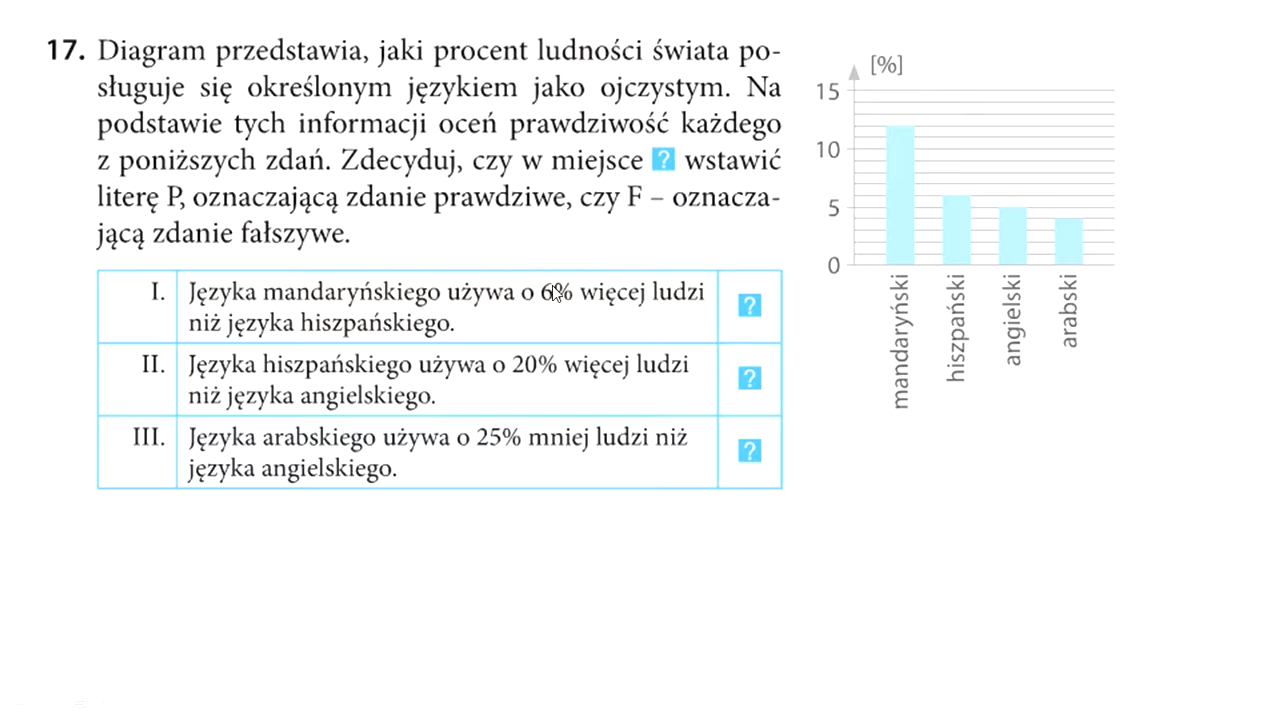 17. Diagram przedstawia, jaki procent ludności świata po-
sługuje się określonym językiem jako ojczystym. Na
podstawie tych informacji oceń prawdziwość każdego
z poniższych zdań. Zdecyduj, czy w miejsce ? wstawić
literę P, oznaczającą zdanie prawdziwe, czy F – oznacza-
jącą zdanie fałszywe.
I. Języka mandaryńskiego używa o 6% więcej ludzi
niż języka hiszpańskiego.
?
II. Języka hiszpańskiego używa o 20% więcej ludzi
niż języka angielskiego.
?
III. Języka arabskiego używa o 25% mniej ludzi niż
języka angielskiego.
?
[%]
15
10
5
0
mandaryński
hiszpański
angielski
arabski